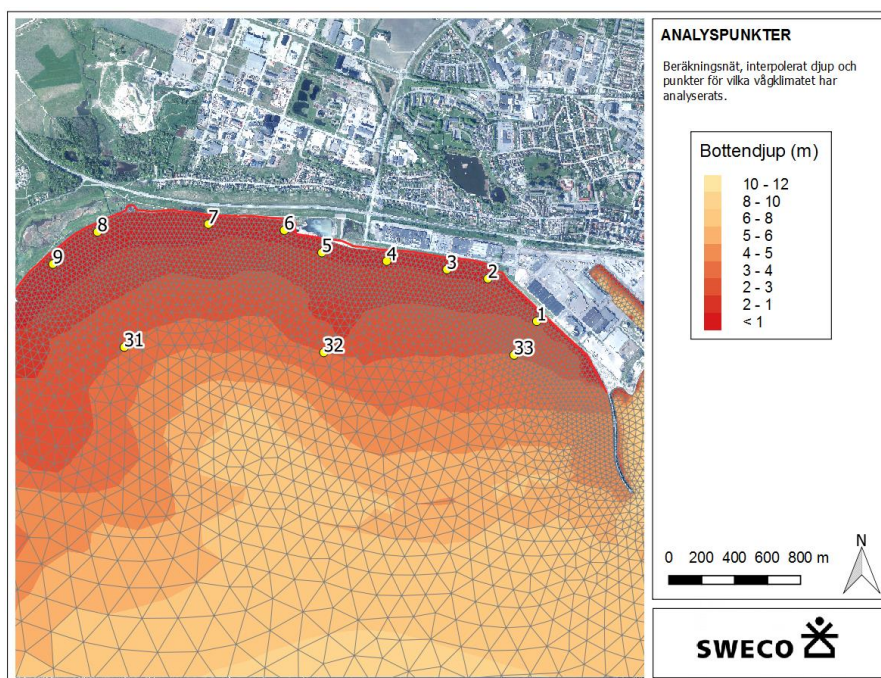 ANALYSPUNKTER
Beräkningsnät, interpolerat djup och
punkter för vilka vågklimatet har
analyserats.
Bottendjup (m)
10 - 12
8 - 10
6 - 8
5 - 6
4 - 5
3 - 4
2 - 3
2 - 1
< 1
9
8
7
6
5
4
3
2
1
31
32
33
N
0 200 400 600 800 m
SWECO